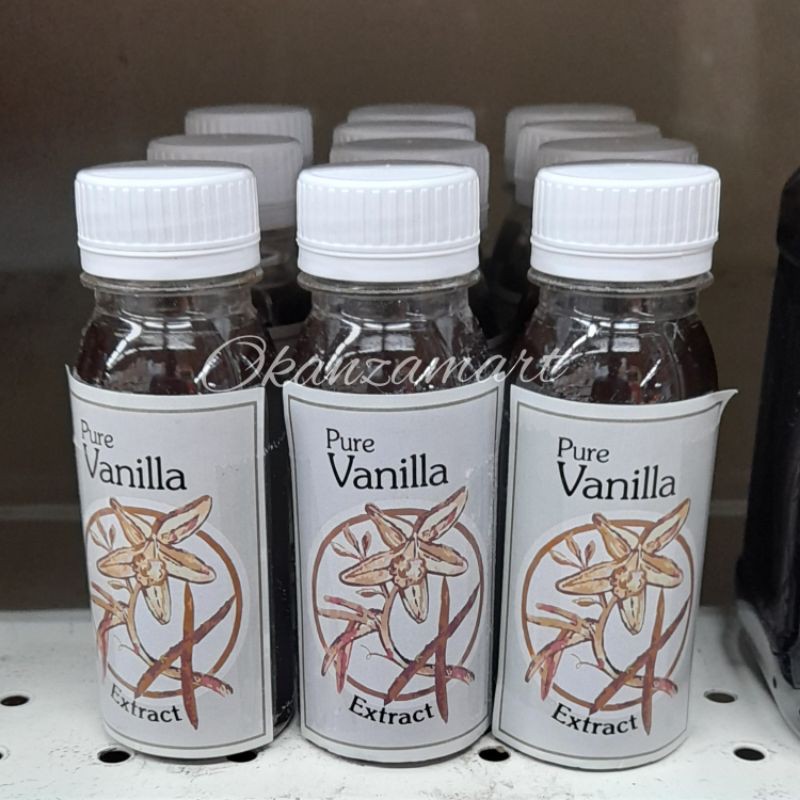 Okanzamart
Pure
Vanilla
Extract
Pure
Vanilla
Extract
Pure
Vanilla
Extract